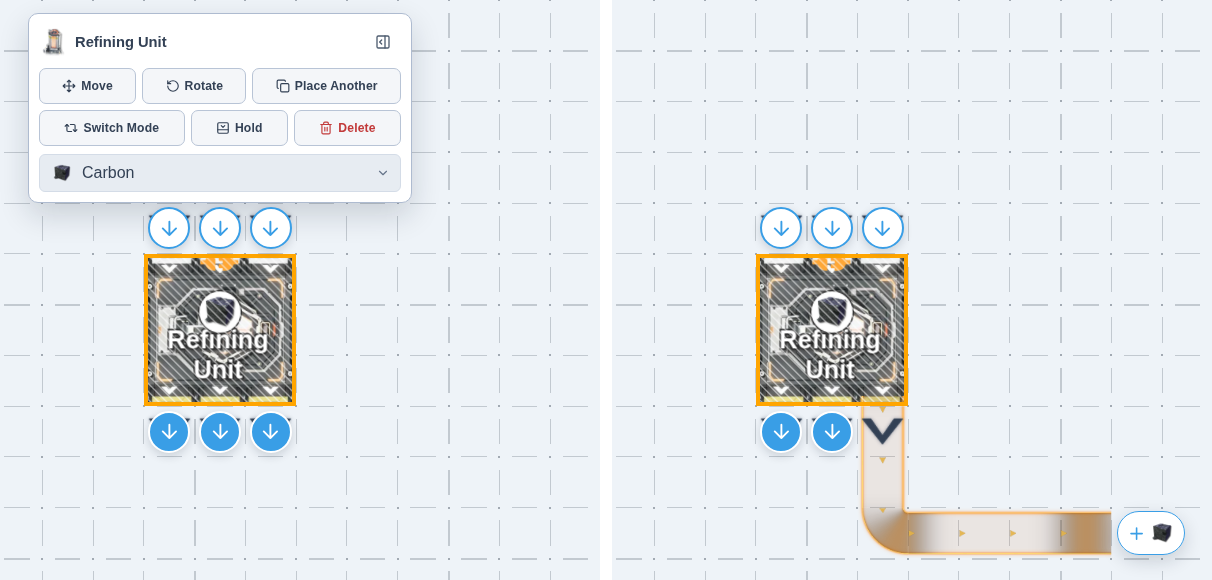 Refining Unit
Move
Rotate
Place Another
Switch Mode
Hold
Delete
Carbon
Refining
Unit
Refining
Unit